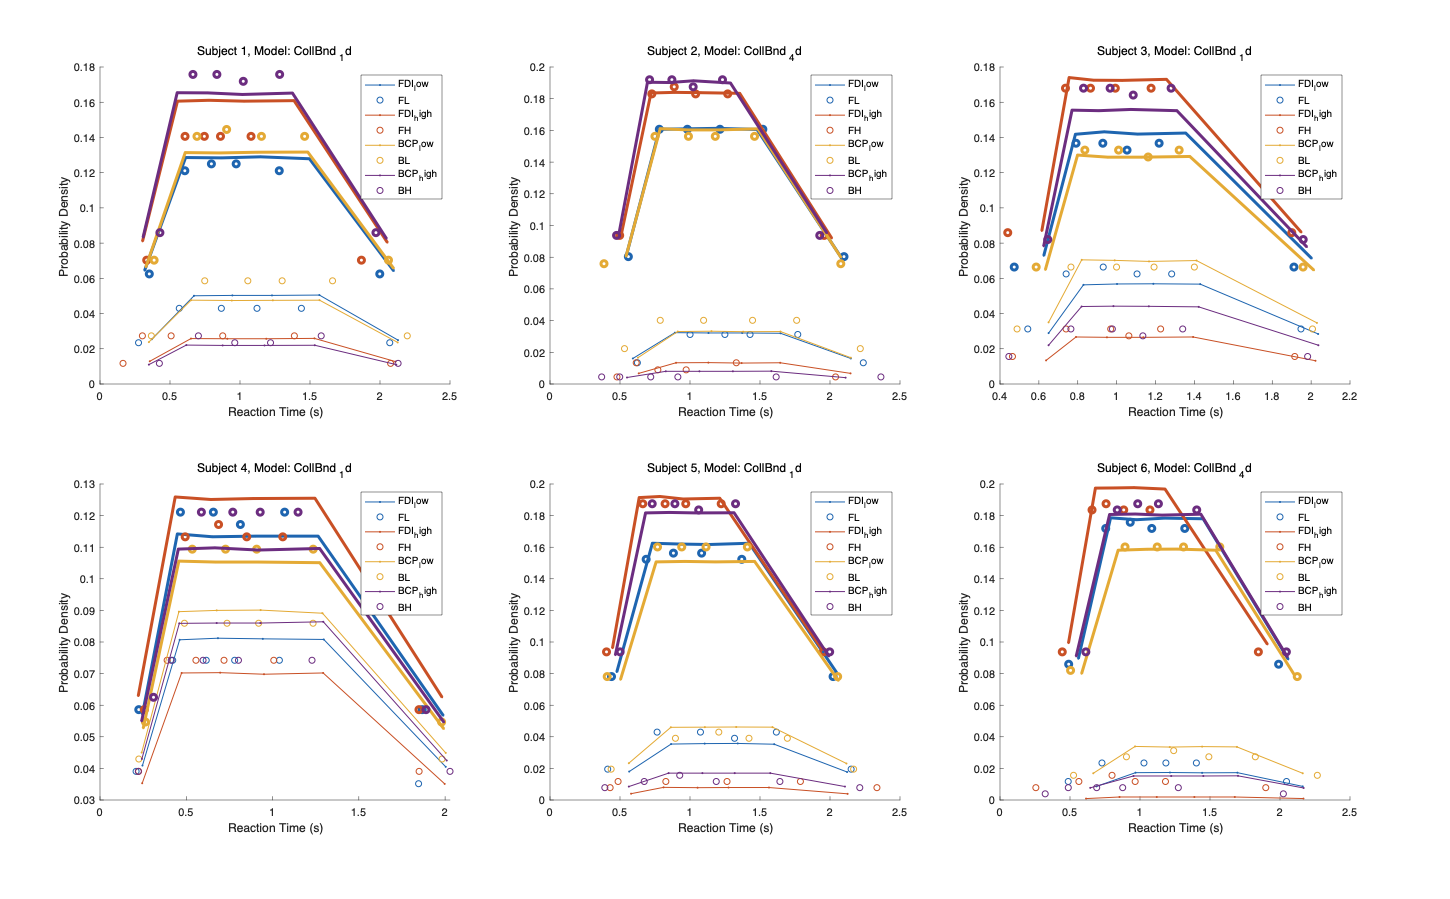 Subject 1, Model: CollBnd 1d
0.18
0.16
0.14
0.12
0.1
0.08
0.06
0.04
0.02
0
Probability Density
0 0.5 1 1.5 2 2.5
Reaction Time (s)
FDIlow
FL
FDIhigh
FH
BCPlow
BL
BCPhigh
BH
Subject 2, Model: CollBnd 4d
0.2
0.18
0.16
0.14
0.12
0.1
0.08
0.06
0.04
0.02
0
Probability Density
0 0.5 1 1.5 2 2.5
Reaction Time (s)
FDIlow
FL
FDIhigh
FH
BCPlow
BL
BCPhigh
BH
Subject 3, Model: CollBnd 1d
0.18
0.16
0.14
0.12
0.1
0.08
0.06
0.04
0.02
0
Probability Density
0.4 0.6 0.8 1 1.2 1.4 1.6 1.8 2 2.2
Reaction Time (s)
FDIlow
FL
FDIhigh
FH
BCPlow
BL
BCPhigh
BH
Subject 4, Model: CollBnd 1d
0.13
0.12
0.11
0.1
0.09
0.08
0.07
0.06
0.05
0.04
0.03
Probability Density
0 0.5 1 1.5 2
Reaction Time (s)
FDIlow
FL
FDIhigh
FH
BCPlow
BL
BCPhigh
BH
Subject 5, Model: CollBnd 1d
0.2
0.18
0.16
0.14
0.12
0.1
0.08
0.06
0.04
0.02
0
Probability Density
0 0.5 1 1.5 2 2.5
Reaction Time (s)
FDIlow
FL
FDIhigh
FH
BCPlow
BL
BCPhigh
BH
Subject 6, Model: CollBnd 4d
0.2
0.18
0.16
0.14
0.12
0.1
0.08
0.06
0.04
0.02
0
Probability Density
0 0.5 1 1.5 2 2.5
Reaction Time (s)
FDIlow
FL
FDIhigh
FH
BCPlow
BL
BCPhigh
BH